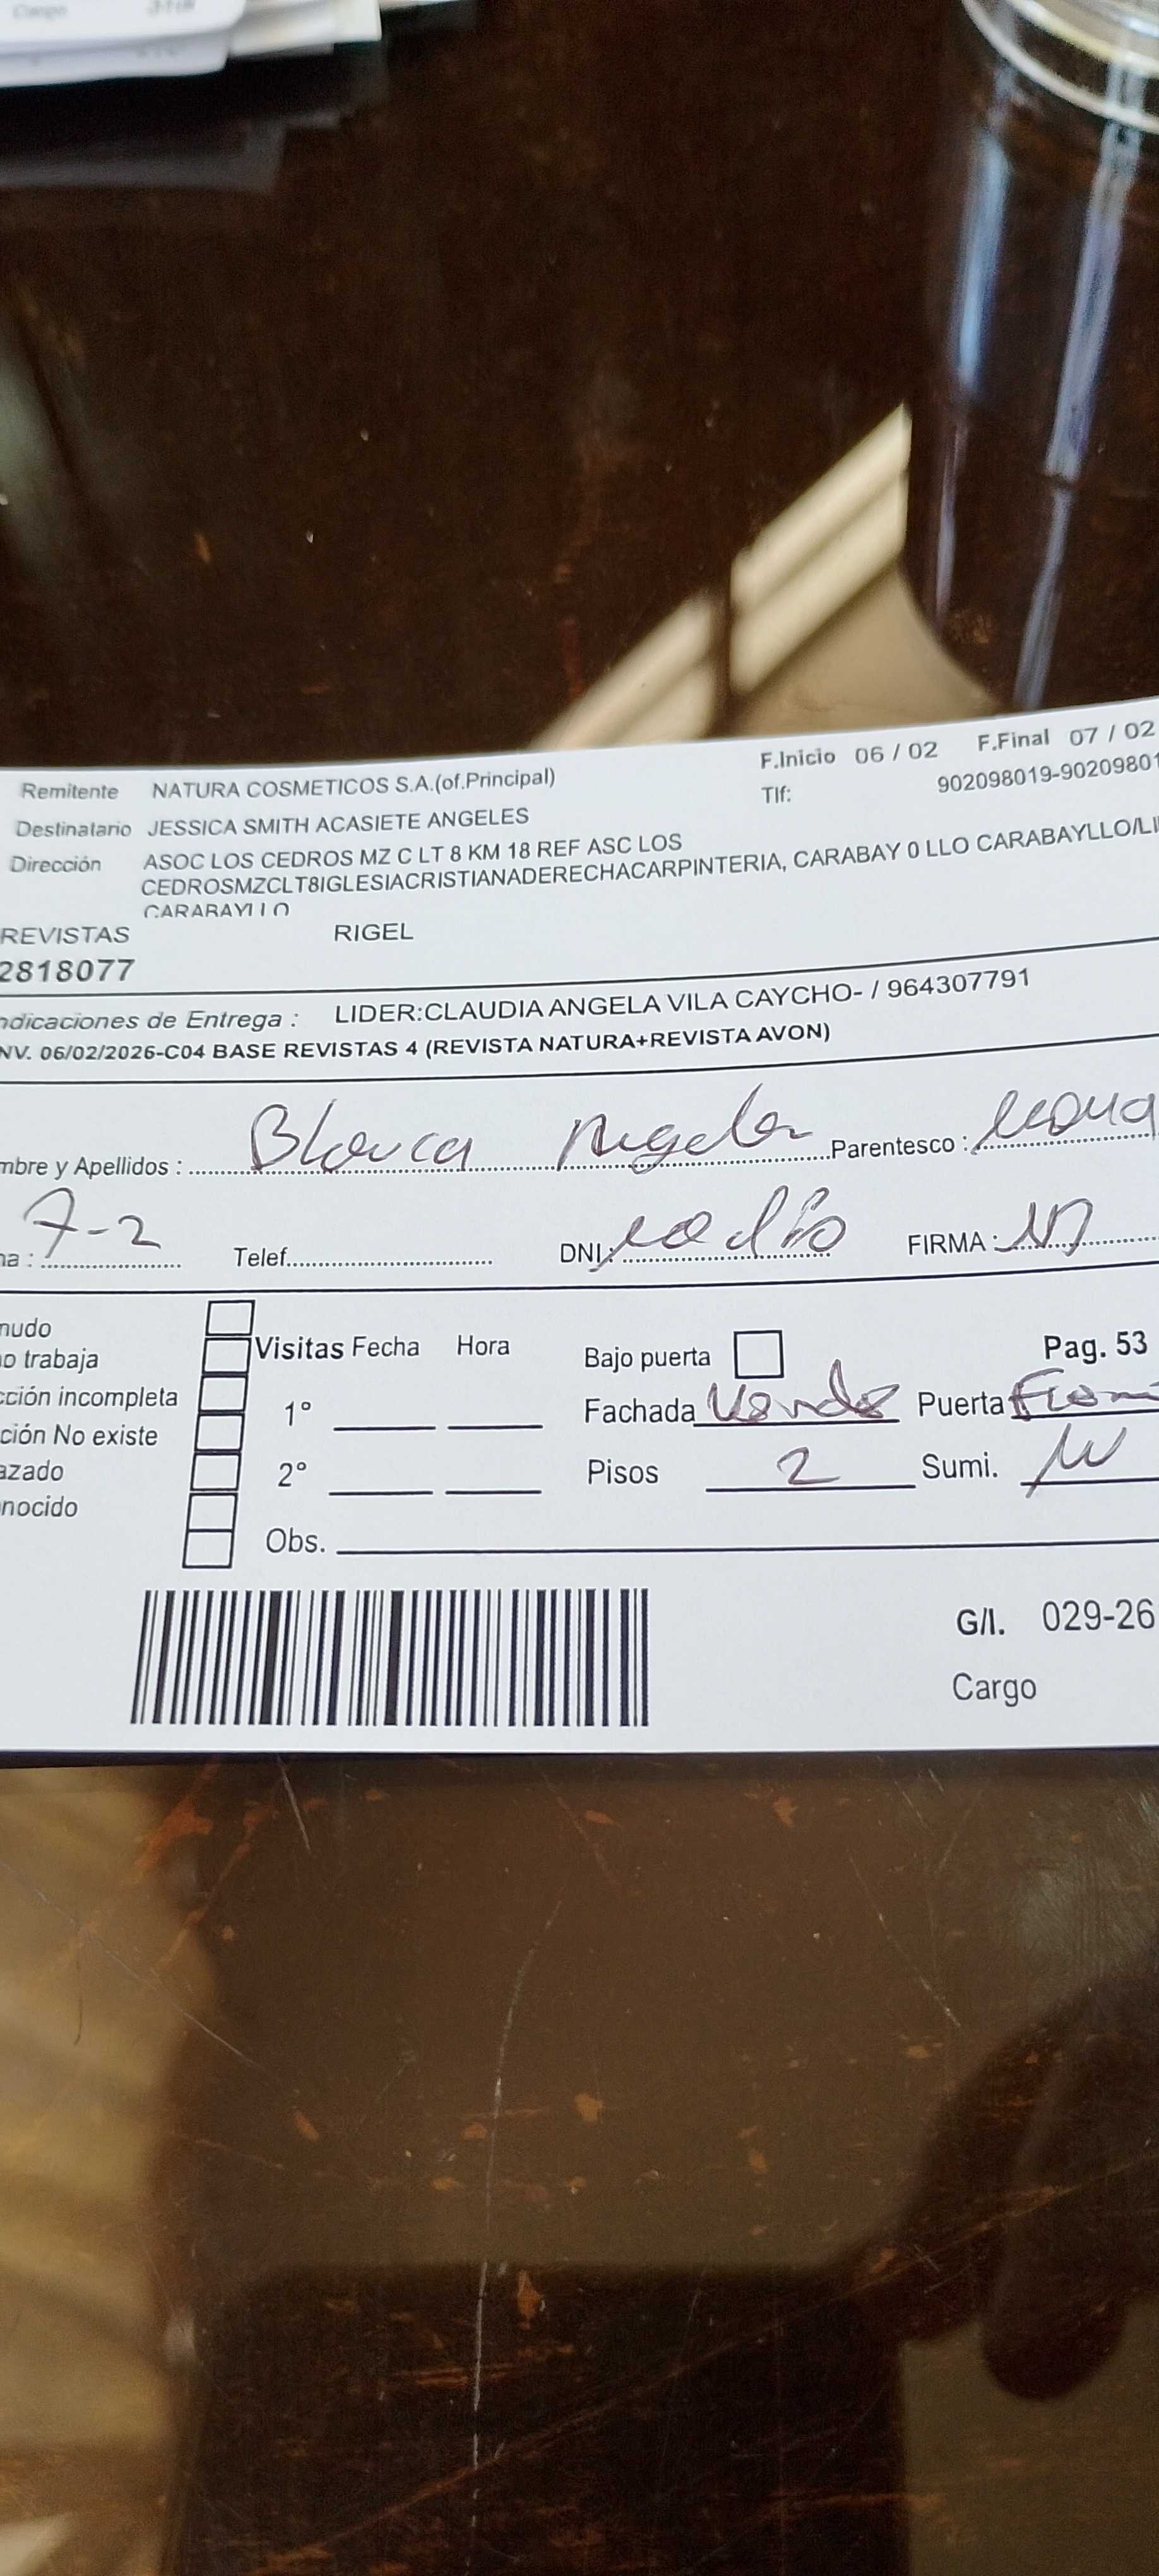 Cargo
Remitente NATURA COSMETICOS S.A.(of.Principal) F.Inicio 06 / 02 F.Final 07 / 02
Tlf: 902098019-90209801
Destinatario JESSICA SMITH ACASIETE ANGELES
Dirección ASOC LOS CEDROS MZ C LT 8 KM 18 REF ASC LOS
CEDROSMZCLT8IGLESIACRISTIANADERECHACARPINTERIA, CARABAY 0 LLO CARABAYLLO/LI
CARABAYLLO
REVISTAS RIGEL
2818077
ndicaciones de Entrega : LIDER:CLAUDIA ANGELA VILA CAYCHO- / 964307791
NV. 06/02/2026-C04 BASE REVISTAS 4 (REVISTA NATURA+REVISTA AVON)
mbre y Apellidos : Blanca Parentesco :
na : 7-2 Telef. DNI: FIRMA :
nudo
o trabaja Visitas Fecha Hora Bajo puerta Pag. 53
cción incompleta 1° Fachada Verde Puerta
ción No existe
azado 2° Pisos 2 Sumi.
nocido
Obs.
G/I. 029-26
Cargo